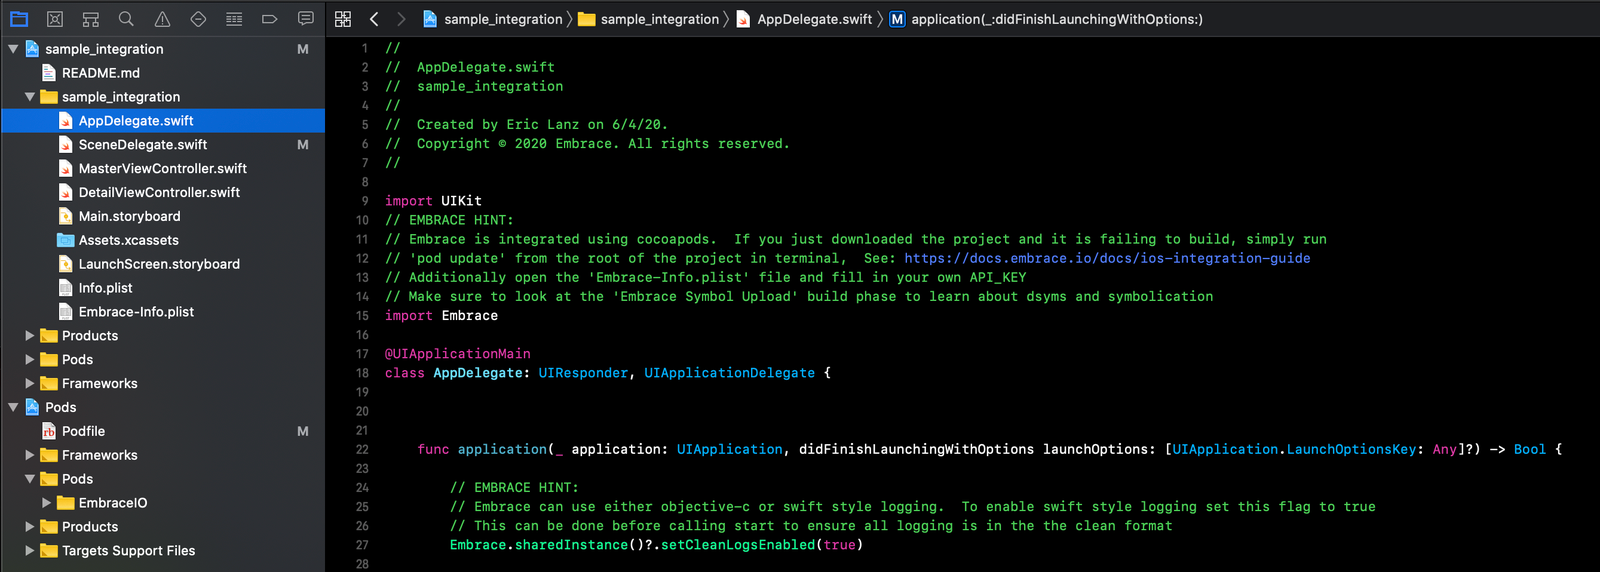 sample_integration 〉 sample_integration 〉 AppDelegate.swift 〉 M application(_:didFinishLaunchingWithOptions:)
sample_integration M
README.md
sample_integration
AppDelegate.swift
SceneDelegate.swift M
MasterViewController.swift
DetailViewController.swift
Main.storyboard
Assets.xcassets
LaunchScreen.storyboard
Info.plist
Embrace-Info.plist
Products
Pods
Frameworks
Pods
rb Podfile M
Frameworks
Pods
EmbraceIO
Products
Targets Support Files
1 //
2 //  AppDelegate.swift
3 //  sample_integration
4 //
5 //  Created by Eric Lanz on 6/4/20.
6 //  Copyright © 2020 Embrace. All rights reserved.
7 //
8
9 import UIKit
10 // EMBRACE HINT:
11 // Embrace is integrated using cocoapods.  If you just downloaded the project and it is failing to build, simply run
12 // 'pod update' from the root of the project in terminal,  See: https://docs.embrace.io/docs/ios-integration-guide
13 // Additionally open the 'Embrace-Info.plist' file and fill in your own API_KEY
14 // Make sure to look at the 'Embrace Symbol Upload' build phase to learn about dsyms and symbolication
15 import Embrace
16
17 @UIApplicationMain
18 class AppDelegate: UIResponder, UIApplicationDelegate {
19
20
21
22     func application(_ application: UIApplication, didFinishLaunchingWithOptions launchOptions: [UIApplication.LaunchOptionsKey: Any]?) -> Bool {
23
24         // EMBRACE HINT:
25         // Embrace can use either objective-c or swift style logging.  To enable swift style logging set this flag to true
26         // This can be done before calling start to ensure all logging is in the the clean format
27         Embrace.sharedInstance()?.setCleanLogsEnabled(true)
28